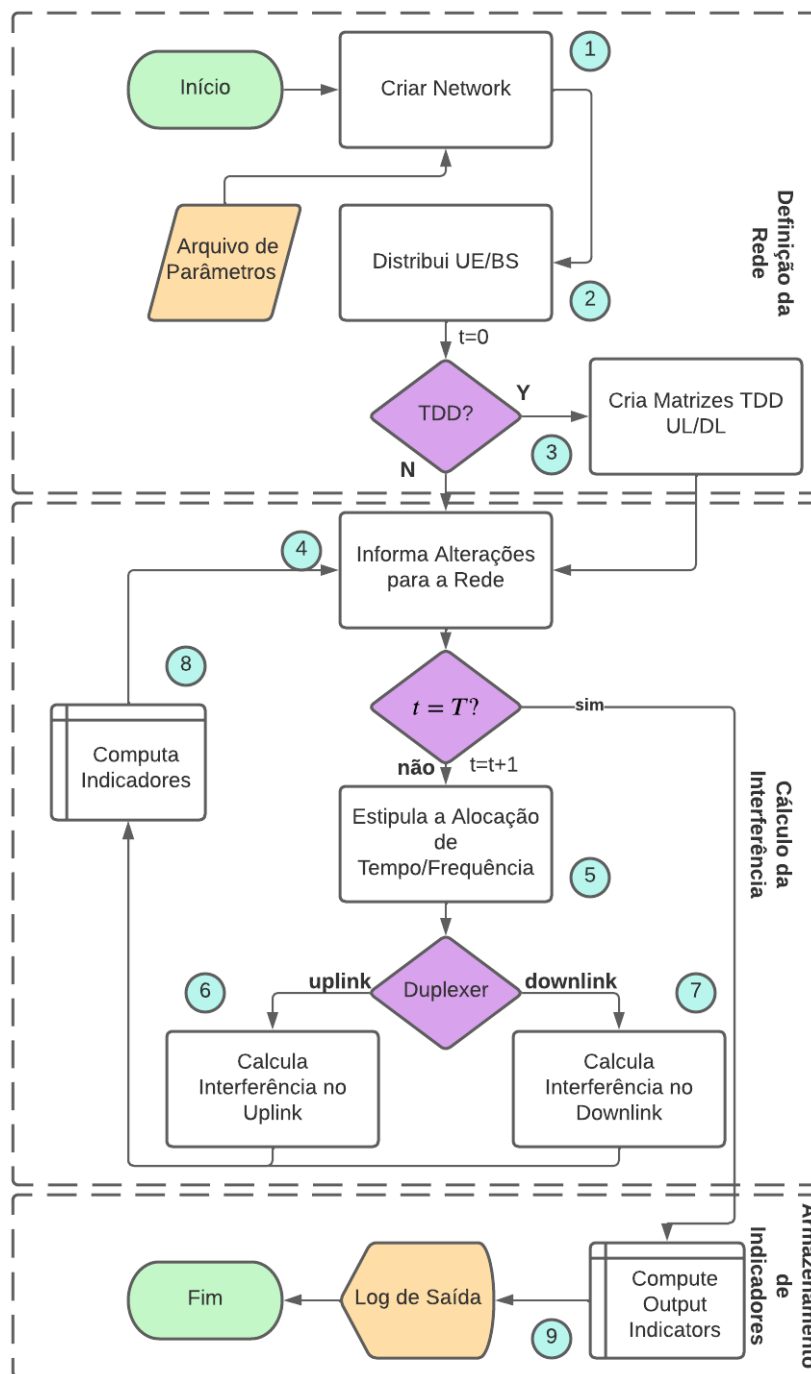 1
Início
Criar Network
Arquivo de
Parâmetros
Distribui UE/BS
2
Definição da
Rede
t=0
TDD?
Y
N
3
Cria Matrizes TDD
UL/DL
4
Informa Alterações
para a Rede
8
Computa
Indicadores
t = T?
sim
não
t=t+1
Estipula a Alocação
de
Tempo/Frequência
5
Cálculo da
Interferência
uplink
Duplexer
downlink
6
7
Calcula
Interferência no
Uplink
Calcula
Interferência no
Downlink
Armazenamento
de
Indicadores
Compute
Output
Indicators
9
Log de Saída
Fim